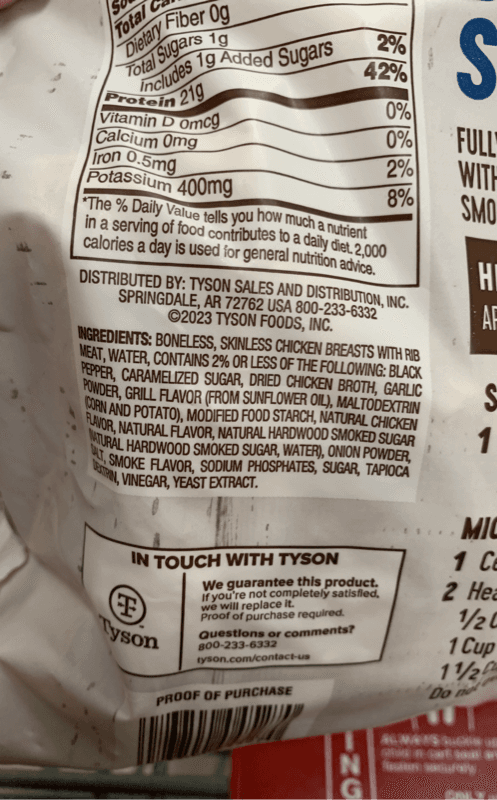 Total
Dietary Fiber 0g
Total Sugars 1g
Includes 1g Added Sugars 2%
Protein 21g 42%
Vitamin D 0mcg 0%
Calcium 0mg 0%
Iron 0.5mg 2%
Potassium 400mg 8%
*The % Daily Value tells you how much a nutrient
in a serving of food contributes to a daily diet. 2,000
calories a day is used for general nutrition advice.
DISTRIBUTED BY: TYSON SALES AND DISTRIBUTION, INC.
SPRINGDALE, AR 72762 USA 800-233-6332
©2023 TYSON FOODS, INC.
INGREDIENTS: BONELESS, SKINLESS CHICKEN BREASTS WITH RIB
MEAT, WATER, CONTAINS 2% OR LESS OF THE FOLLOWING: BLACK
PEPPER, CARAMELIZED SUGAR, DRIED CHICKEN BROTH, GARLIC
POWDER, GRILL FLAVOR (FROM SUNFLOWER OIL), MALTODEXTRIN
(CORN AND POTATO), MODIFIED FOOD STARCH, NATURAL CHICKEN
FLAVOR, NATURAL FLAVOR, NATURAL HARDWOOD SMOKED SUGAR
NATURAL HARDWOOD SMOKED SUGAR, WATER), ONION POWDER,
SALT, SMOKE FLAVOR, SODIUM PHOSPHATES, SUGAR, TAPIOCA
DEXTRIN, VINEGAR, YEAST EXTRACT.
IN TOUCH WITH TYSON
Tyson
We guarantee this product.
If you're not completely satisfied,
we will replace it.
Proof of purchase required.
Questions or comments?
800-233-6332
tyson.com/contact-us
PROOF OF PURCHASE
S
FULL
WITH
SMO
H
S
1
MIC
1 C
2 Hea
1/2
1 Cup
1 1/2
Do not
ING
ALWAYS